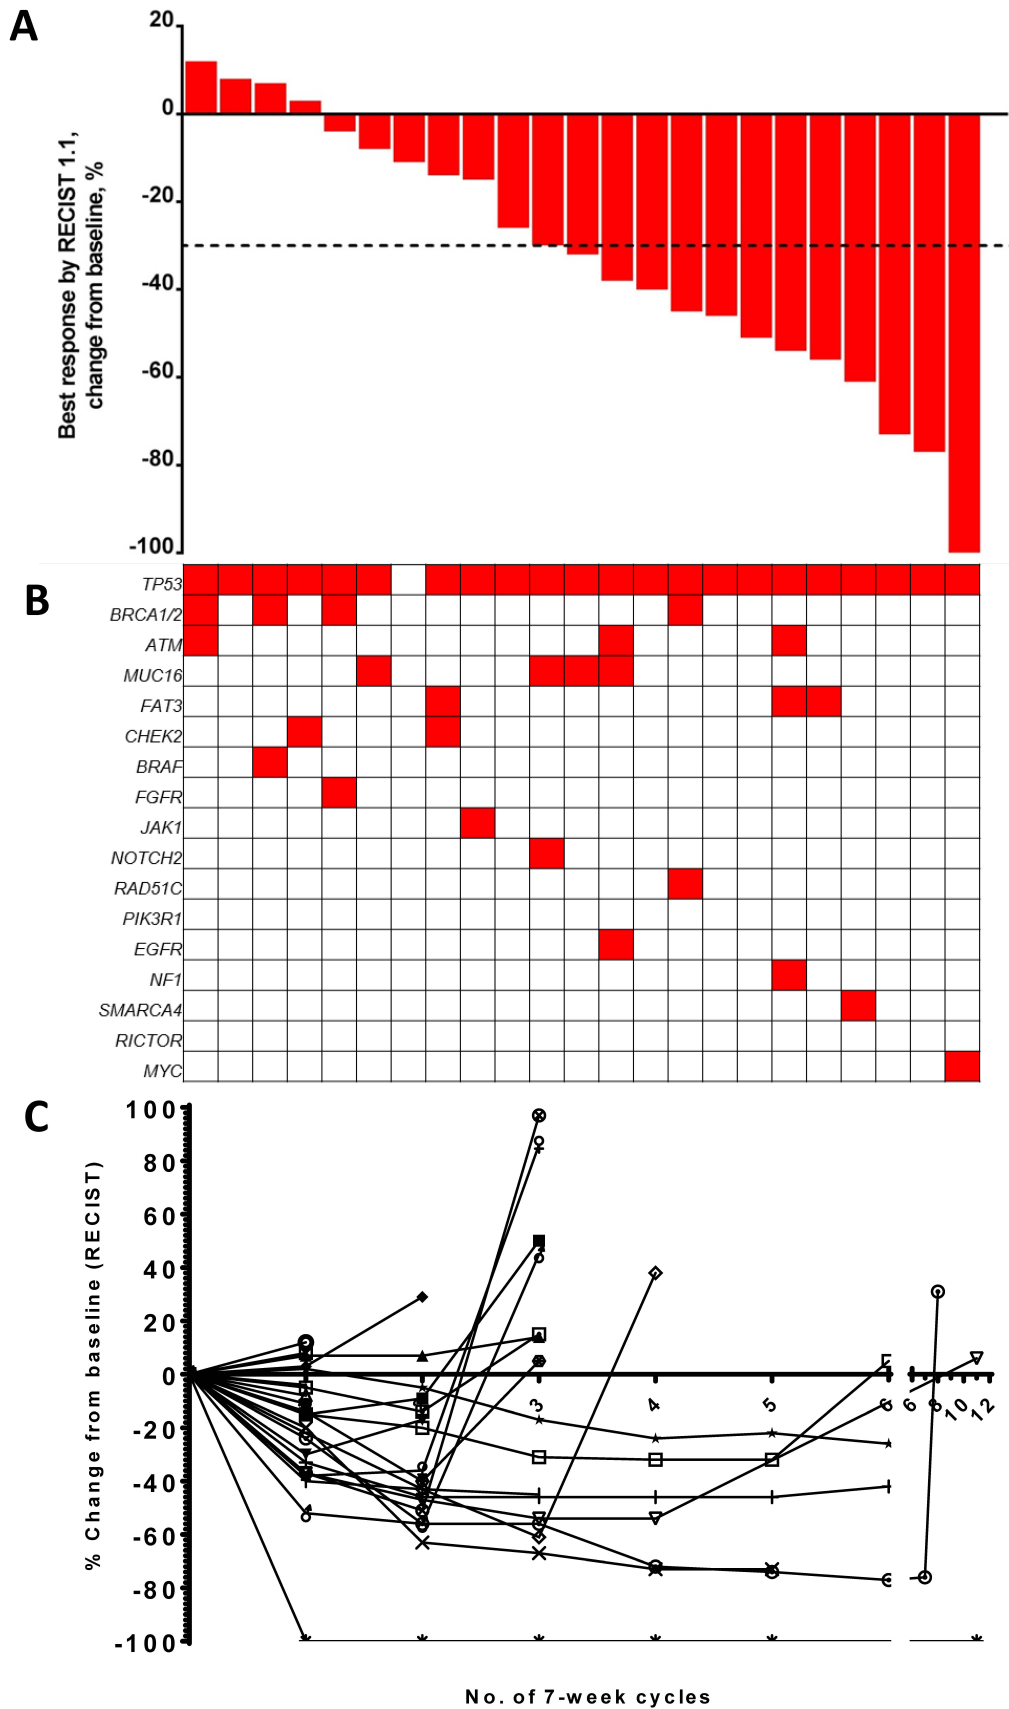 A
20
0
-20
-40
-60
-80
-100
Best response by RECIST 1.1,
change from baseline, %
B
TP53
BRCA1/2
ATM
MUC16
FAT3
CHEK2
BRAF
FGFR
JAK1
NOTCH2
RAD51C
PIK3R1
EGFR
NF1
SMARCA4
RICTOR
MYC
C
100
80
60
40
20
0
-20
-40
-60
-80
-100
% Change from baseline (RECIST)
3 4 5 6 6 8 10 12
No. of 7-week cycles